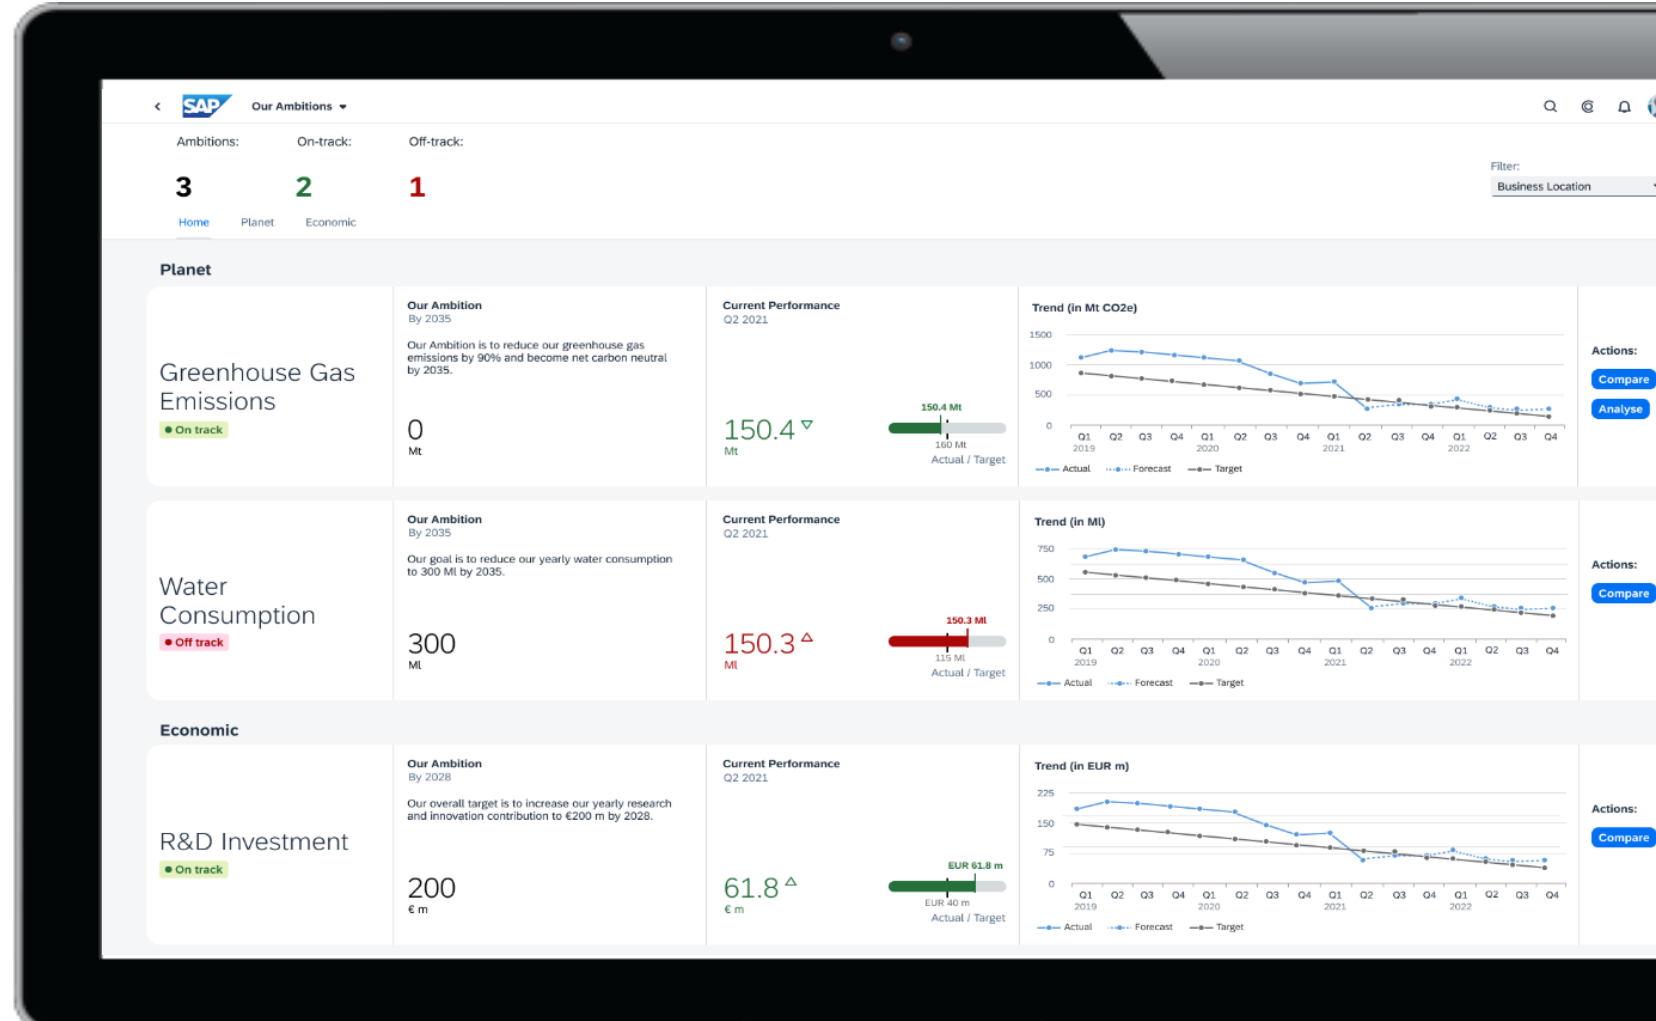 SAP Our Ambitions
Ambitions: On-track: Off-track:
3 2 1
Filter:
Business Location
Home Planet Economic
Planet
Greenhouse Gas
Emissions
On track
Our Ambition
By 2035
Our Ambition is to reduce our greenhouse gas
emissions by 90% and become net carbon neutral
by 2035.
0
Mt
Current Performance
Q2 2021
150.4
Mt
150.4 Mt
160 Mt
Actual / Target
Trend (in Mt CO2e)
1500
1000
500
0
Q1 Q2 Q3 Q4 Q1 Q2 Q3 Q4 Q1 Q2 Q3 Q4 Q1 Q2 Q3 Q4
2019 2020 2021 2022
Actual Forecast Target
Actions:
Compare
Analyse
Water
Consumption
Off track
Our Ambition
By 2035
Our goal is to reduce our yearly water consumption
to 300 Ml by 2035.
300
Ml
Current Performance
Q2 2021
150.3
Ml
150.3 Ml
115 Ml
Actual / Target
Trend (in Ml)
750
500
250
0
Q1 Q2 Q3 Q4 Q1 Q2 Q3 Q4 Q1 Q2 Q3 Q4 Q1 Q2 Q3 Q4
2019 2020 2021 2022
Actual Forecast Target
Actions:
Compare
Economic
R&D Investment
On track
Our Ambition
By 2028
Our overall target is to increase our yearly research
and innovation contribution to €200 m by 2028.
200
€ m
Current Performance
Q2 2021
61.8
€ m
EUR 61.8 m
EUR 40 m
Actual / Target
Trend (in EUR m)
225
150
75
0
Q1 Q2 Q3 Q4 Q1 Q2 Q3 Q4 Q1 Q2 Q3 Q4 Q1 Q2 Q3 Q4
2019 2020 2021 2022
Actual Forecast Target
Actions:
Compare